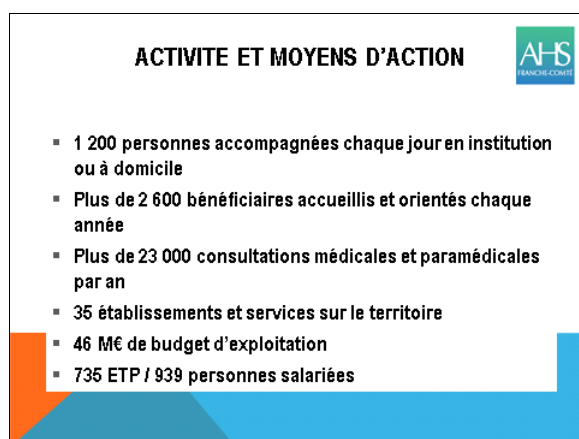 ACTIVITE ET MOYENS D'ACTION
AHS
FRANCHE-COMTÉ
▪ 1 200 personnes accompagnées chaque jour en institution
ou à domicile
▪ Plus de 2 600 bénéficiaires accueillis et orientés chaque
année
▪ Plus de 23 000 consultations médicales et paramédicales
par an
▪ 35 établissements et services sur le territoire
▪ 46 M€ de budget d'exploitation
▪ 735 ETP / 939 personnes salariées